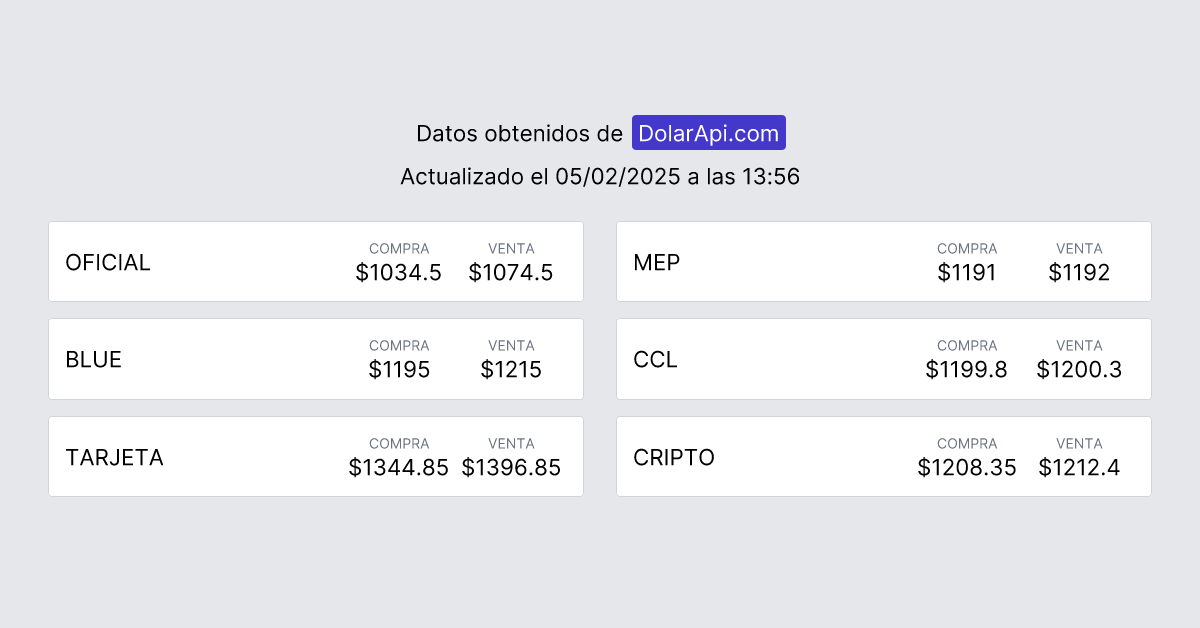 Datos obtenidos de DolarApi.com
Actualizado el 05/02/2025 a las 13:56
OFICIAL
COMPRA VENTA
$1034.5 $1074.5
MEP
COMPRA VENTA
$1191 $1192
BLUE
COMPRA VENTA
$1195 $1215
CCL
COMPRA VENTA
$1199.8 $1200.3
TARJETA
COMPRA VENTA
$1344.85 $1396.85
CRIPTO
COMPRA VENTA
$1208.35 $1212.4